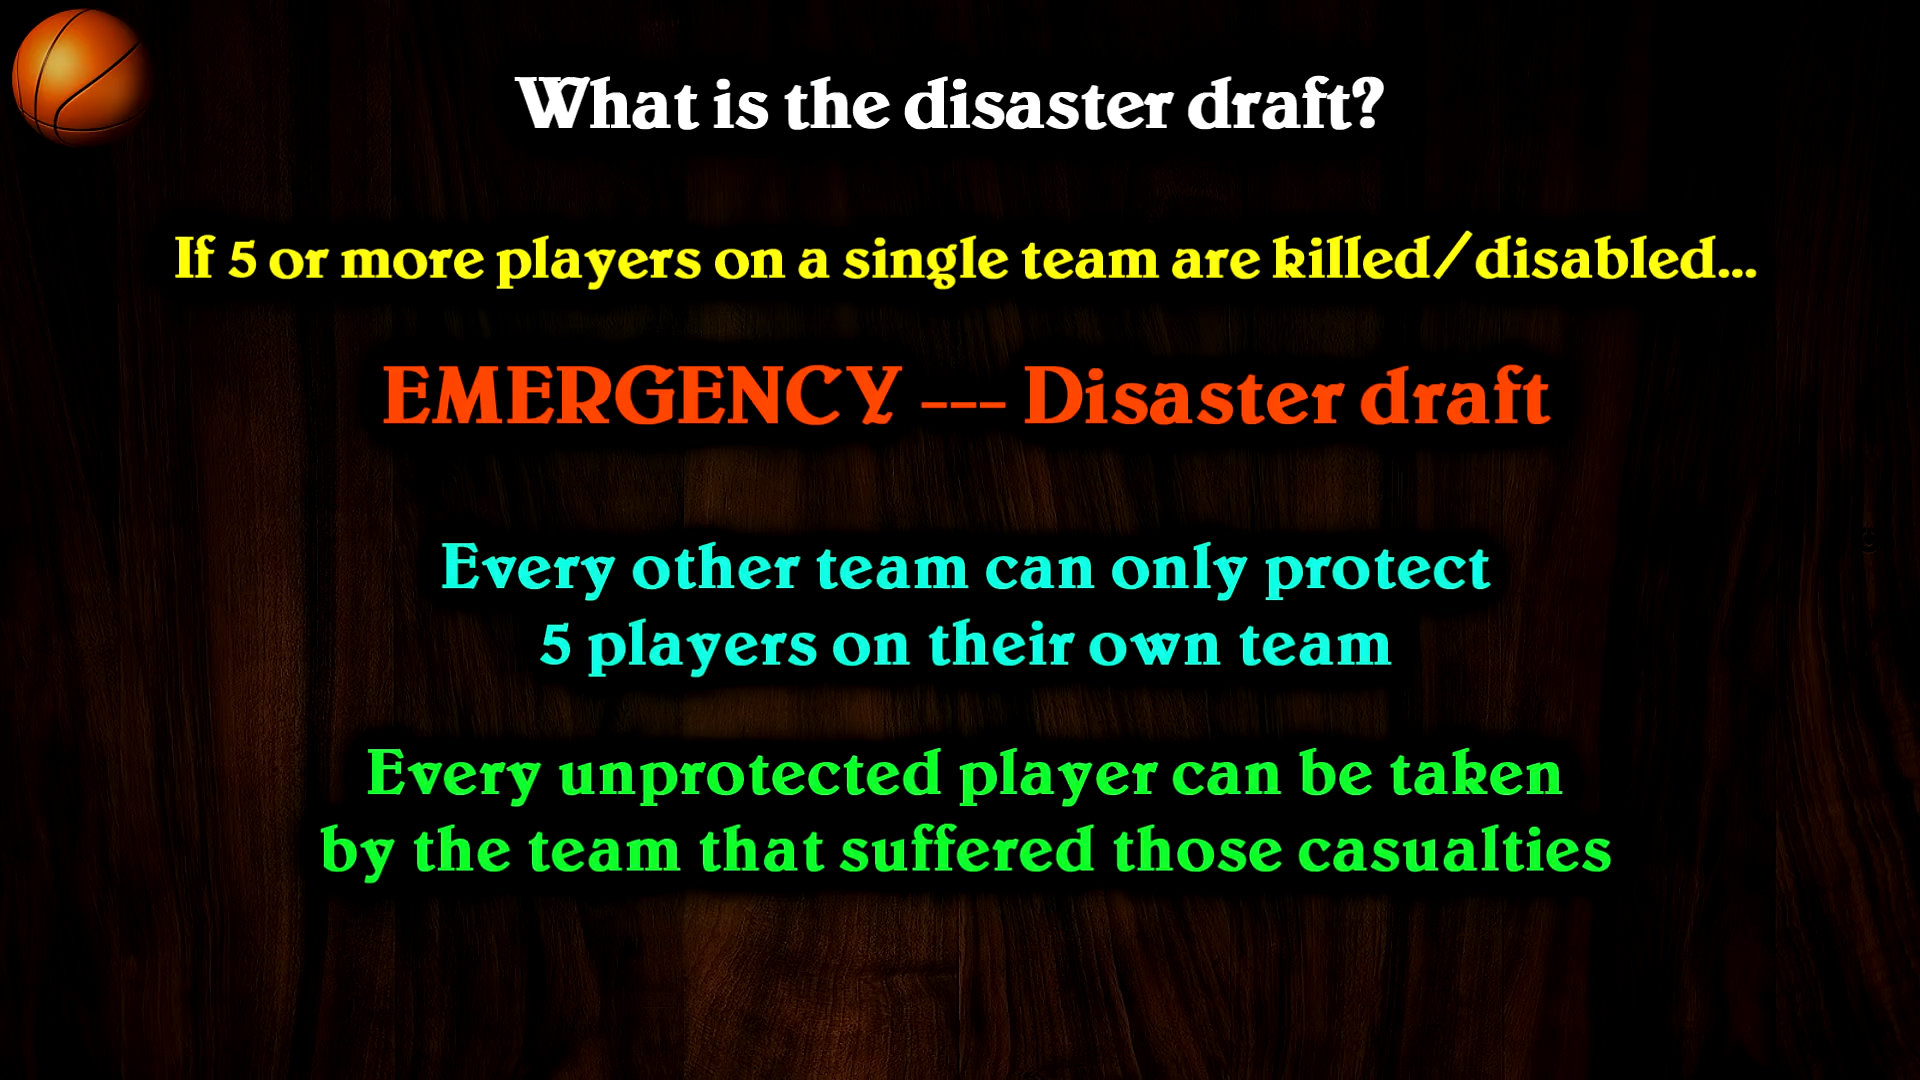 What is the disaster draft?
If 5 or more players on a single team are killed/disabled...
EMERGENCY --- Disaster draft
Every other team can only protect
5 players on their own team
Every unprotected player can be taken
by the team that suffered those casualties